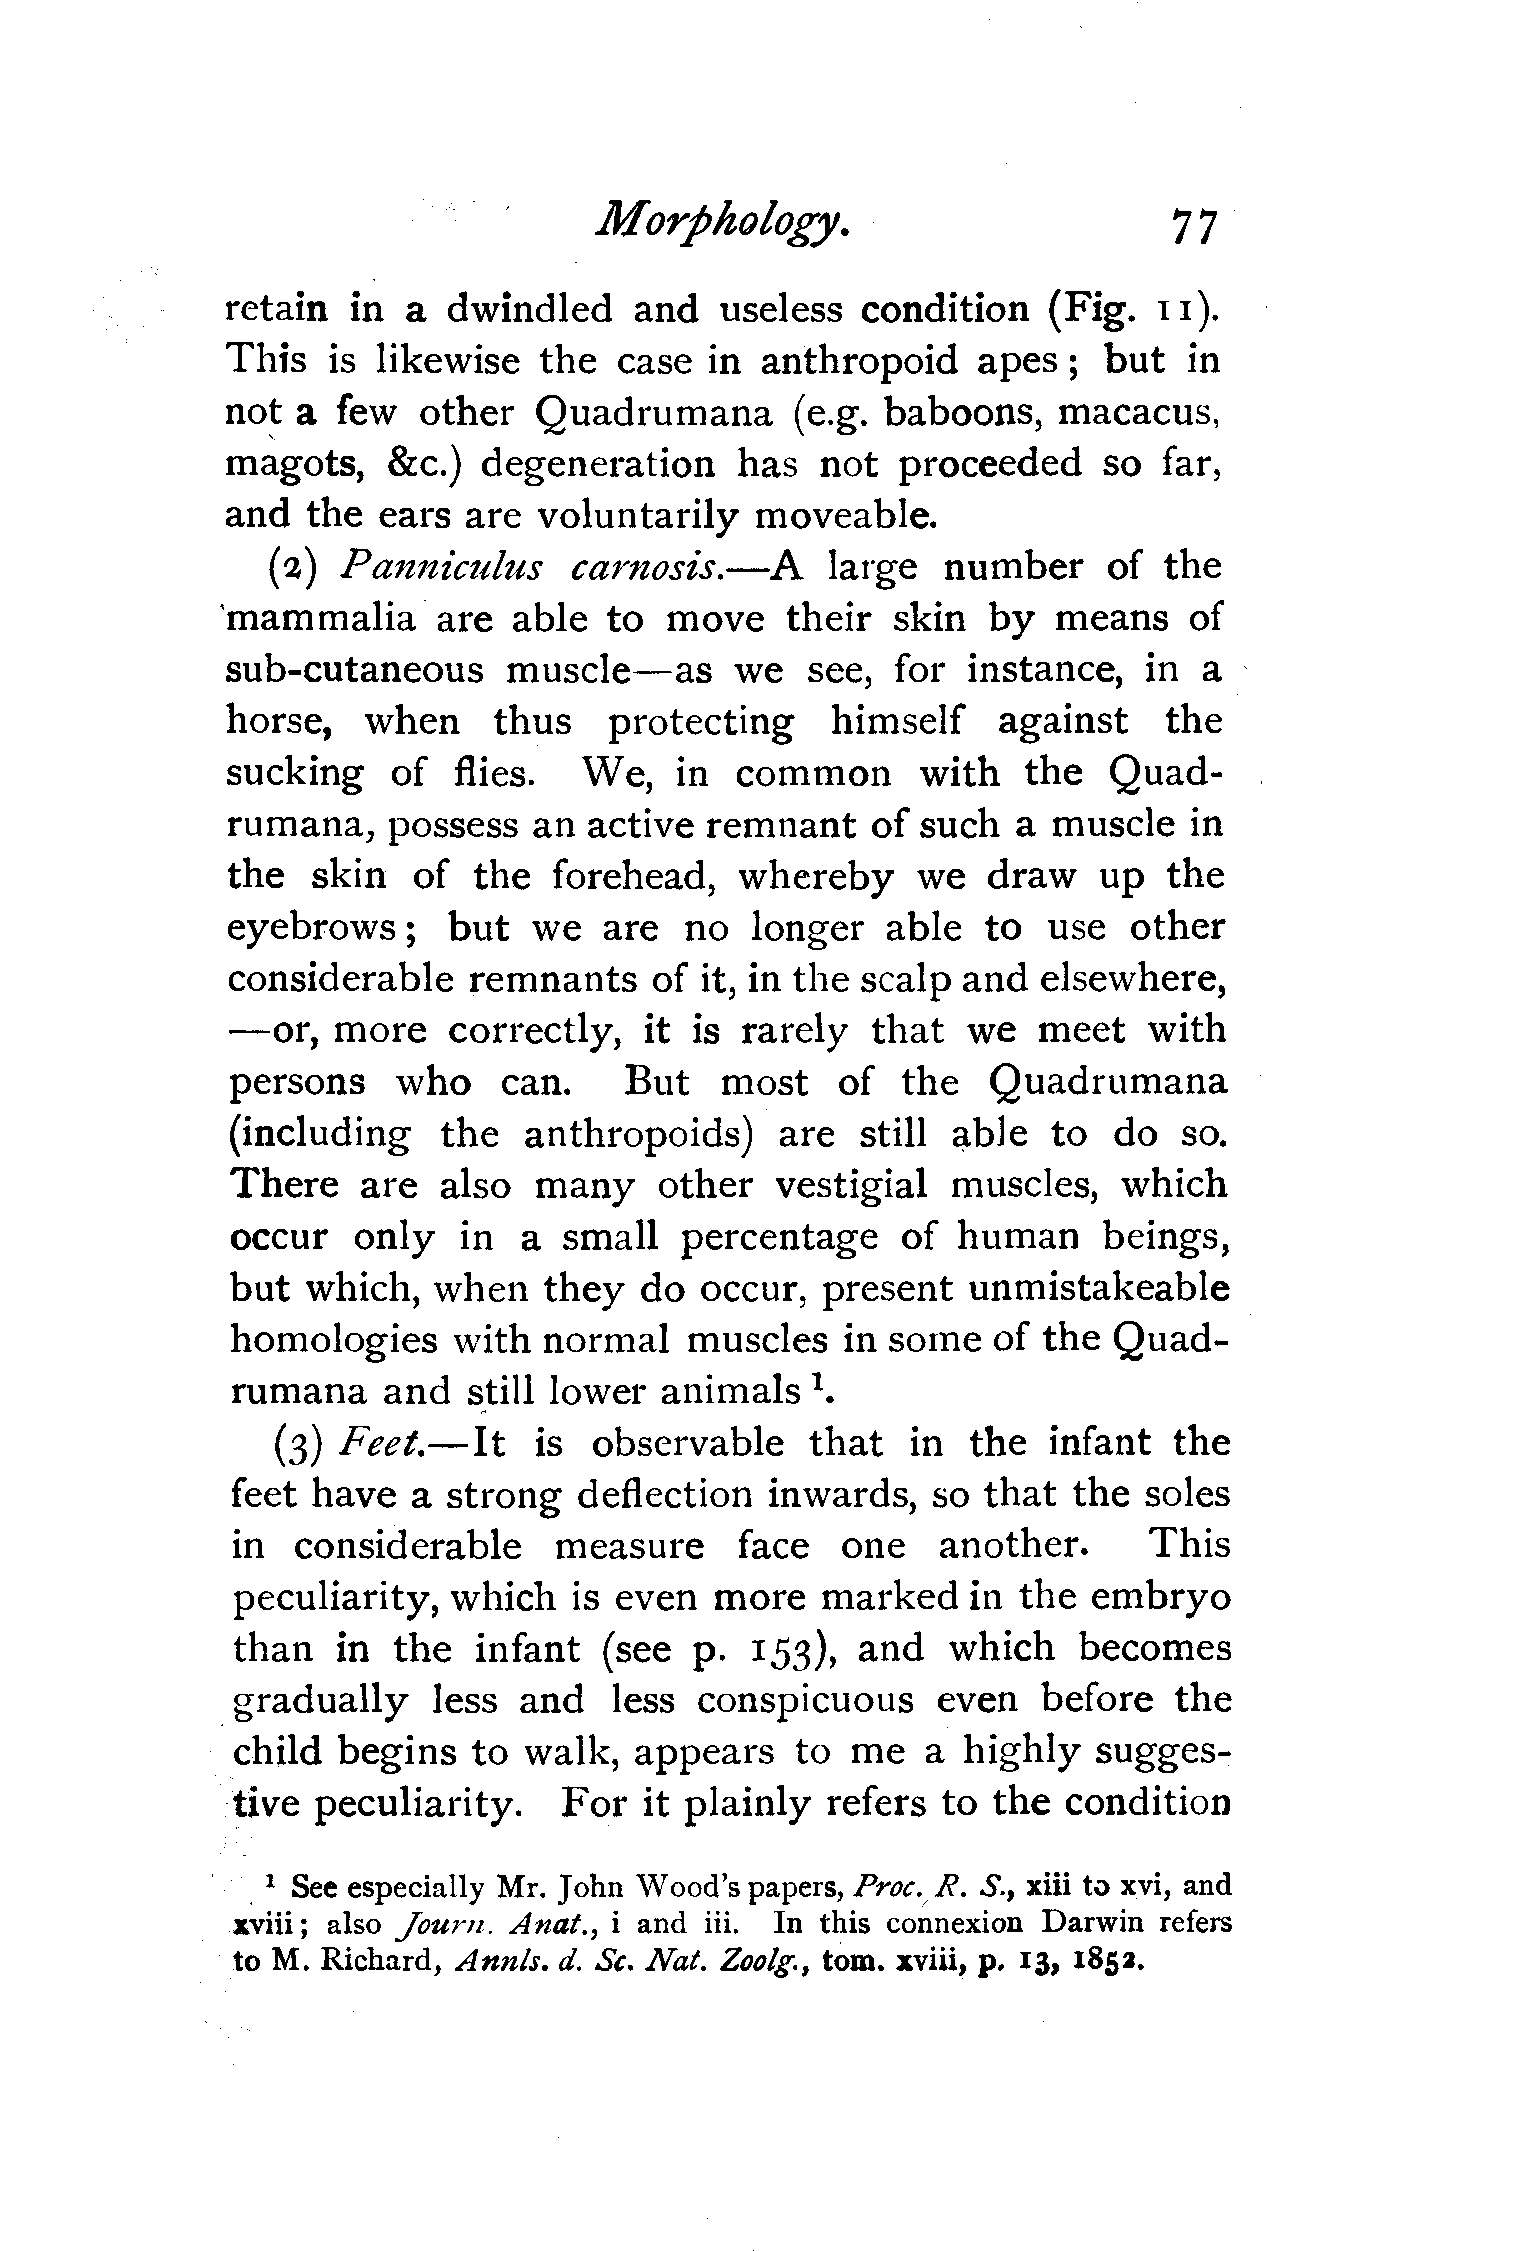 Morphology. 77
retain in a dwindled and useless condition (Fig. 11).
This is likewise the case in anthropoid apes; but in
not a few other Quadrumana (e.g. baboons, macacus,
magots, &c.) degeneration has not proceeded so far,
and the ears are voluntarily moveable.
(2) Panniculus carnosis.—A large number of the
mammalia are able to move their skin by means of
sub-cutaneous muscle—as we see, for instance, in a
horse, when thus protecting himself against the
sucking of flies. We, in common with the Quad-
rumana, possess an active remnant of such a muscle in
the skin of the forehead, whereby we draw up the
eyebrows; but we are no longer able to use other
considerable remnants of it, in the scalp and elsewhere,
—or, more correctly, it is rarely that we meet with
persons who can. But most of the Quadrumana
(including the anthropoids) are still able to do so.
There are also many other vestigial muscles, which
occur only in a small percentage of human beings,
but which, when they do occur, present unmistakeable
homologies with normal muscles in some of the Quad-
rumana and still lower animals ¹.
(3) Feet.—It is observable that in the infant the
feet have a strong deflection inwards, so that the soles
in considerable measure face one another. This
peculiarity, which is even more marked in the embryo
than in the infant (see p. 153), and which becomes
gradually less and less conspicuous even before the
child begins to walk, appears to me a highly sugges-
tive peculiarity. For it plainly refers to the condition
¹ See especially Mr. John Wood's papers, Proc. R. S., xiii to xvi, and
xviii; also Journ. Anat., i and iii. In this connexion Darwin refers
to M. Richard, Annls. d. Sc. Nat. Zoolg., tom. xviii, p. 13, 1852.